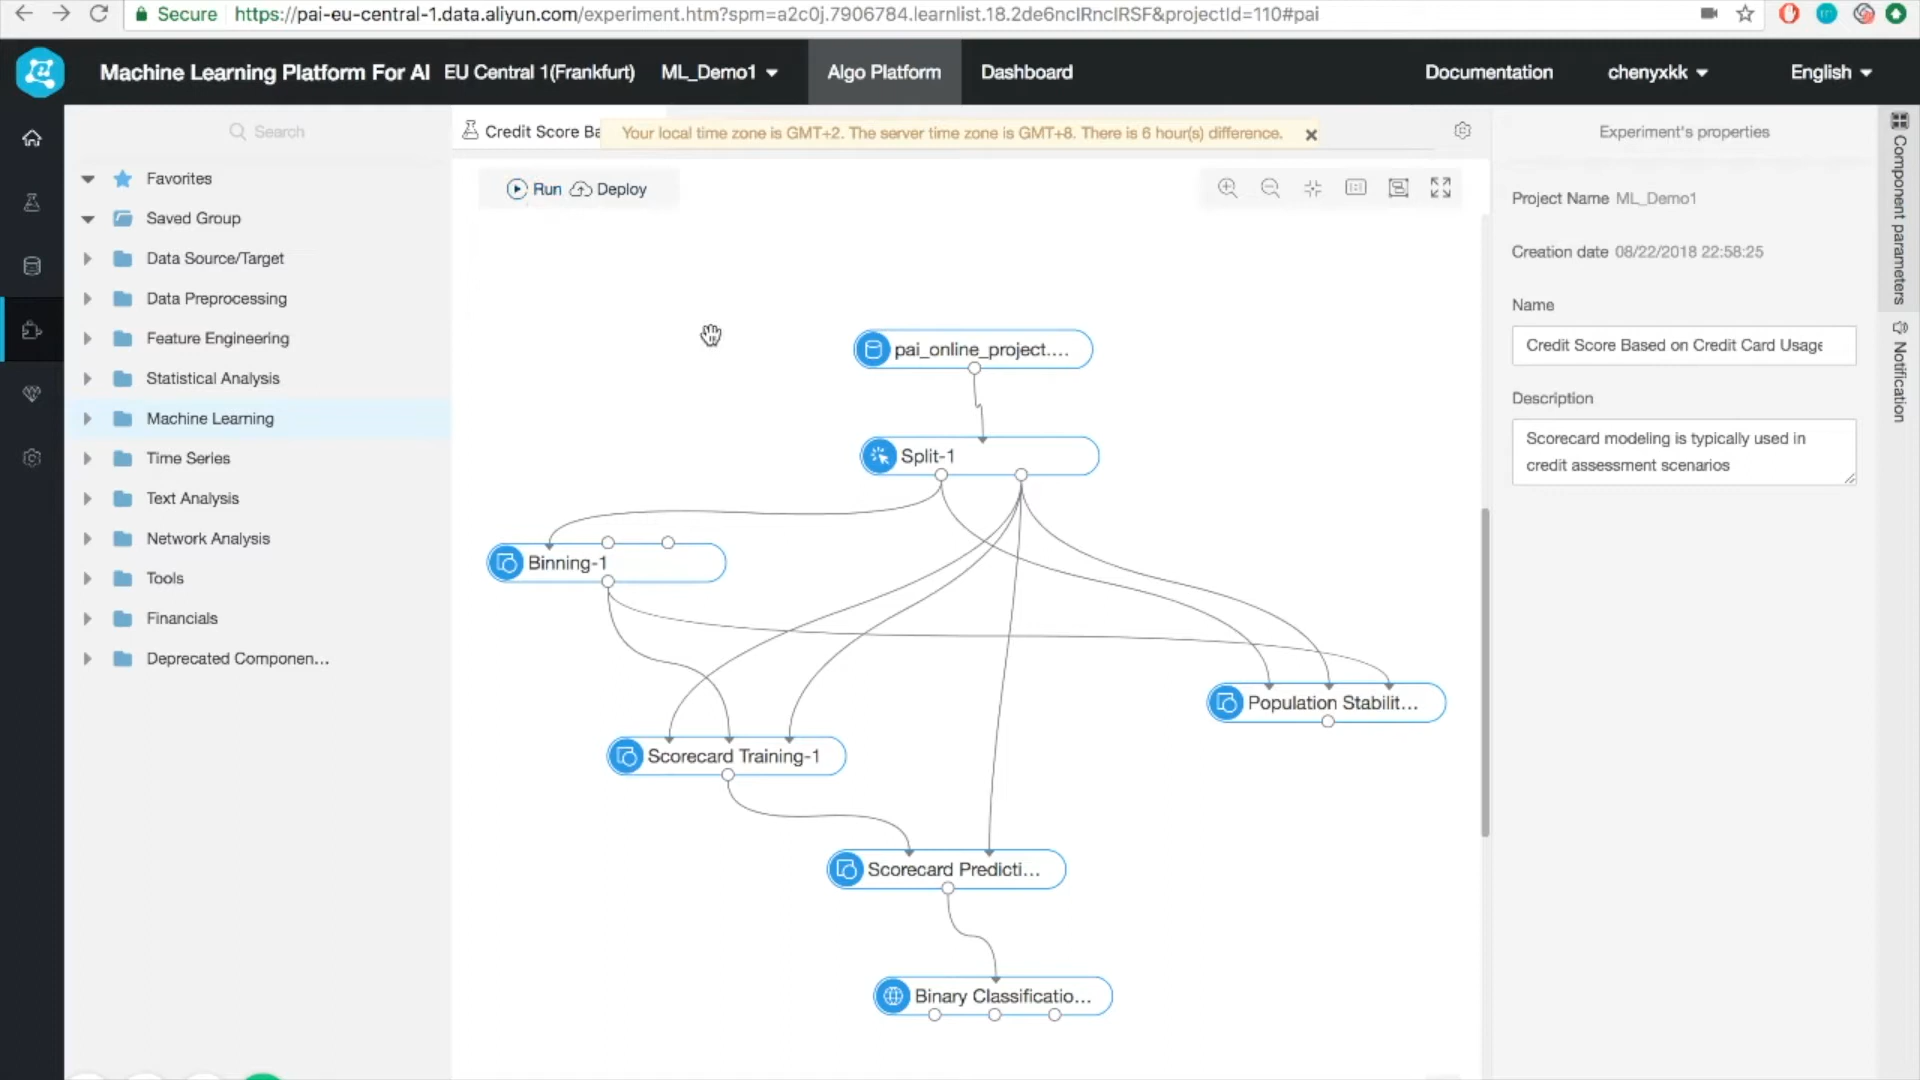 Secure https://pai-eu-central-1.data.aliyun.com/experiment.htm?spm=a2c0j.7906784.learnlist.18.2de6nclRnclRSF&projectId=110#pai
Machine Learning Platform For AI EU Central 1(Frankfurt) ML_Demo1 Algo Platform Dashboard Documentation chenyxkk English
Search
Favorites
Saved Group
Data Source/Target
Data Preprocessing
Feature Engineering
Statistical Analysis
Machine Learning
Time Series
Text Analysis
Network Analysis
Tools
Financials
Deprecated Componen...
Credit Score Ba
Your local time zone is GMT+2. The server time zone is GMT+8. There is 6 hour(s) difference.
Run Deploy
pai_online_project....
Split-1
Binning-1
Population Stabilit...
Scorecard Training-1
Scorecard Predicti...
Binary Classificatio...
Experiment's properties
Project Name ML_Demo1
Creation date 08/22/2018 22:58:25
Name
Credit Score Based on Credit Card Usage
Description
Scorecard modeling is typically used in
credit assessment scenarios
Component parameters
Notification